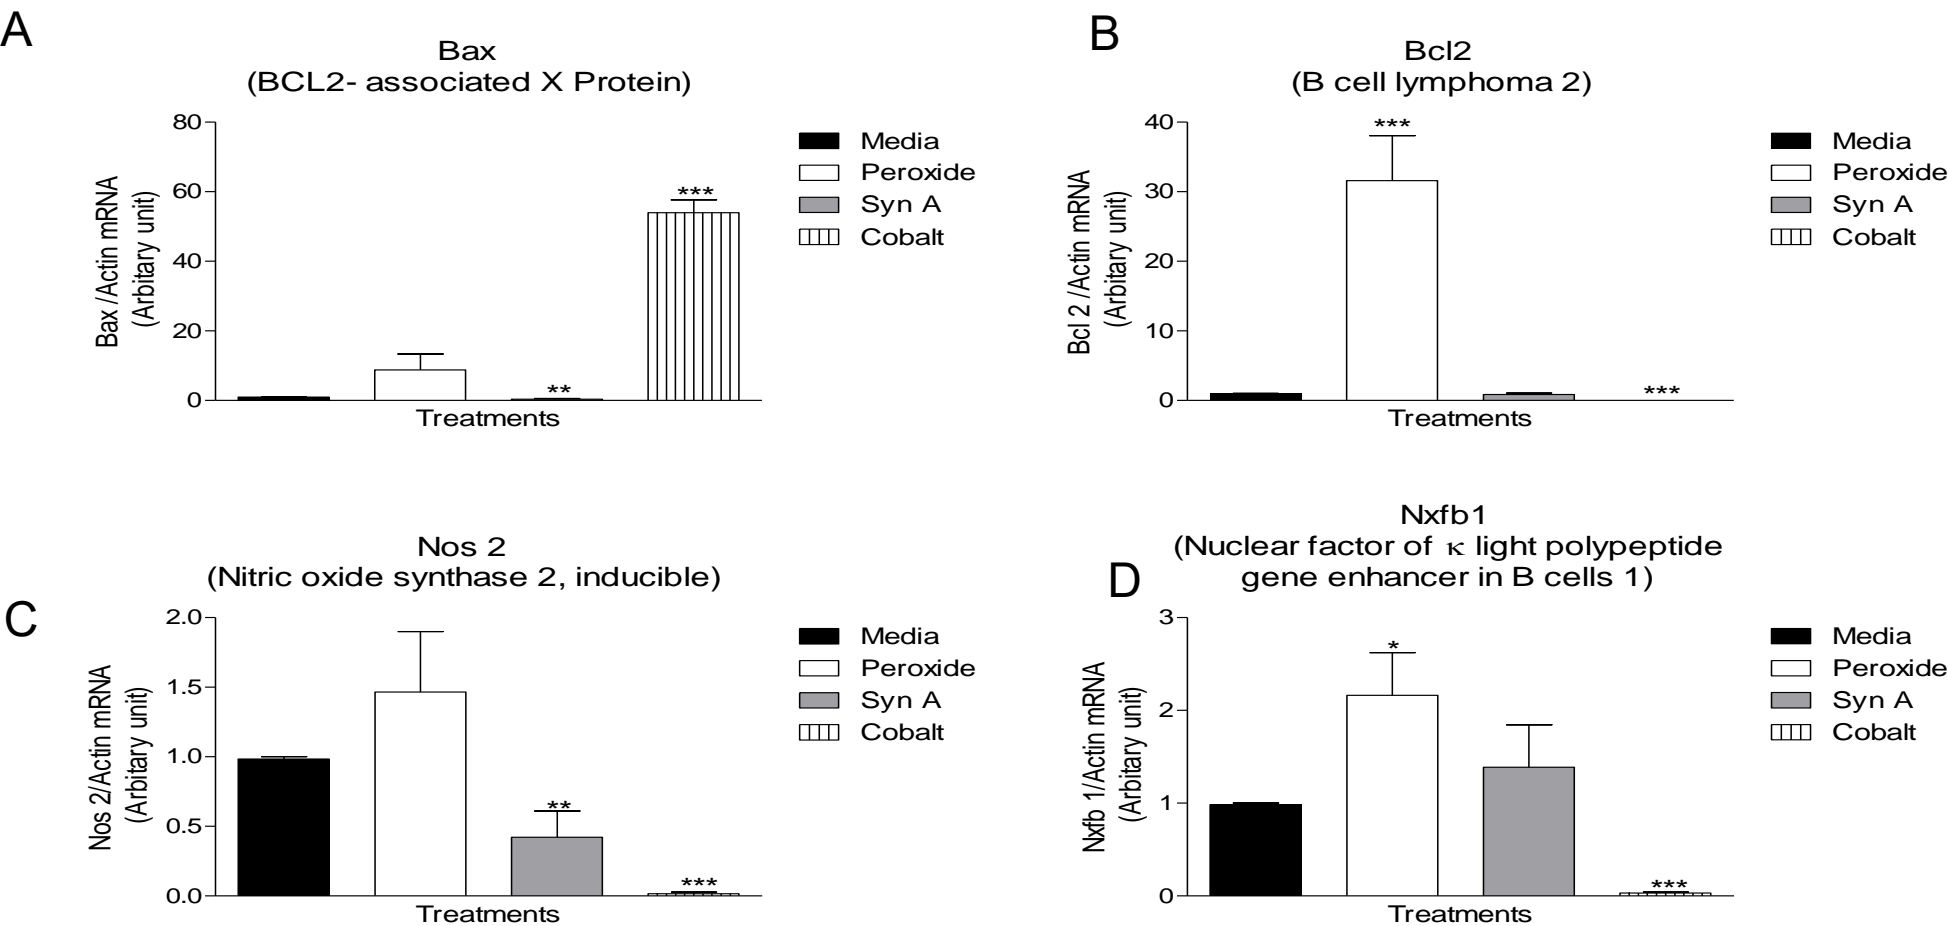 A
Bax
(BCL2- associated X Protein)
80
60
40
20
0
Bax /Actin mRNA
(Arbitary unit)
**
***
Treatments
Media
Peroxide
Syn A
Cobalt
B
Bcl2
(B cell lymphoma 2)
40
30
20
10
0
Bcl 2 /Actin mRNA
(Arbitary unit)
***
***
Treatments
Media
Peroxide
Syn A
Cobalt
C
Nos 2
(Nitric oxide synthase 2, inducible)
2.0
1.5
1.0
0.5
0.0
Nos 2/Actin mRNA
(Arbitary unit)
**
***
Treatments
Media
Peroxide
Syn A
Cobalt
D
Nxfb1
(Nuclear factor of κ light polypeptide
gene enhancer in B cells 1)
3
2
1
0
Nxfb 1/Actin mRNA
(Arbitary unit)
*
***
Treatments
Media
Peroxide
Syn A
Cobalt